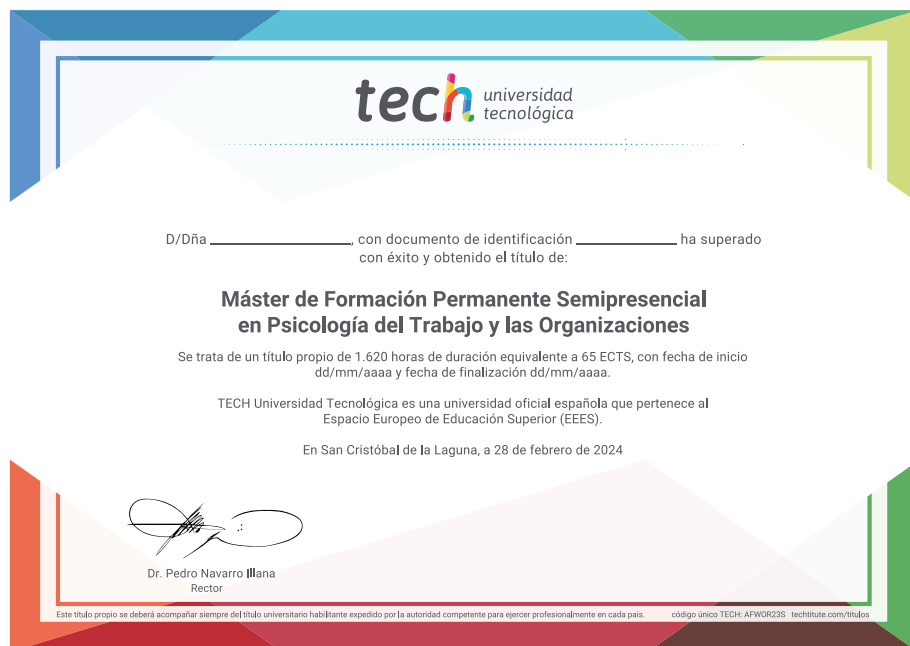 tech universidad
tecnológica
D/Dña ____________________, con documento de identificación ______________ ha superado
con éxito y obtenido el título de:
Máster de Formación Permanente Semipresencial
en Psicología del Trabajo y las Organizaciones
Se trata de un título propio de 1.620 horas de duración equivalente a 65 ECTS, con fecha de inicio
dd/mm/aaaa y fecha de finalización dd/mm/aaaa.
TECH Universidad Tecnológica es una universidad oficial española que pertenece al
Espacio Europeo de Educación Superior (EEES).
En San Cristóbal de la Laguna, a 28 de febrero de 2024
Dr. Pedro Navarro Illana
Rector
Este título propio se deberá acompañar siempre del título universitario habilitante expedido por la autoridad competente para ejercer profesionalmente en cada país. código único TECH: AFWOR23S techtitute.com/titulos